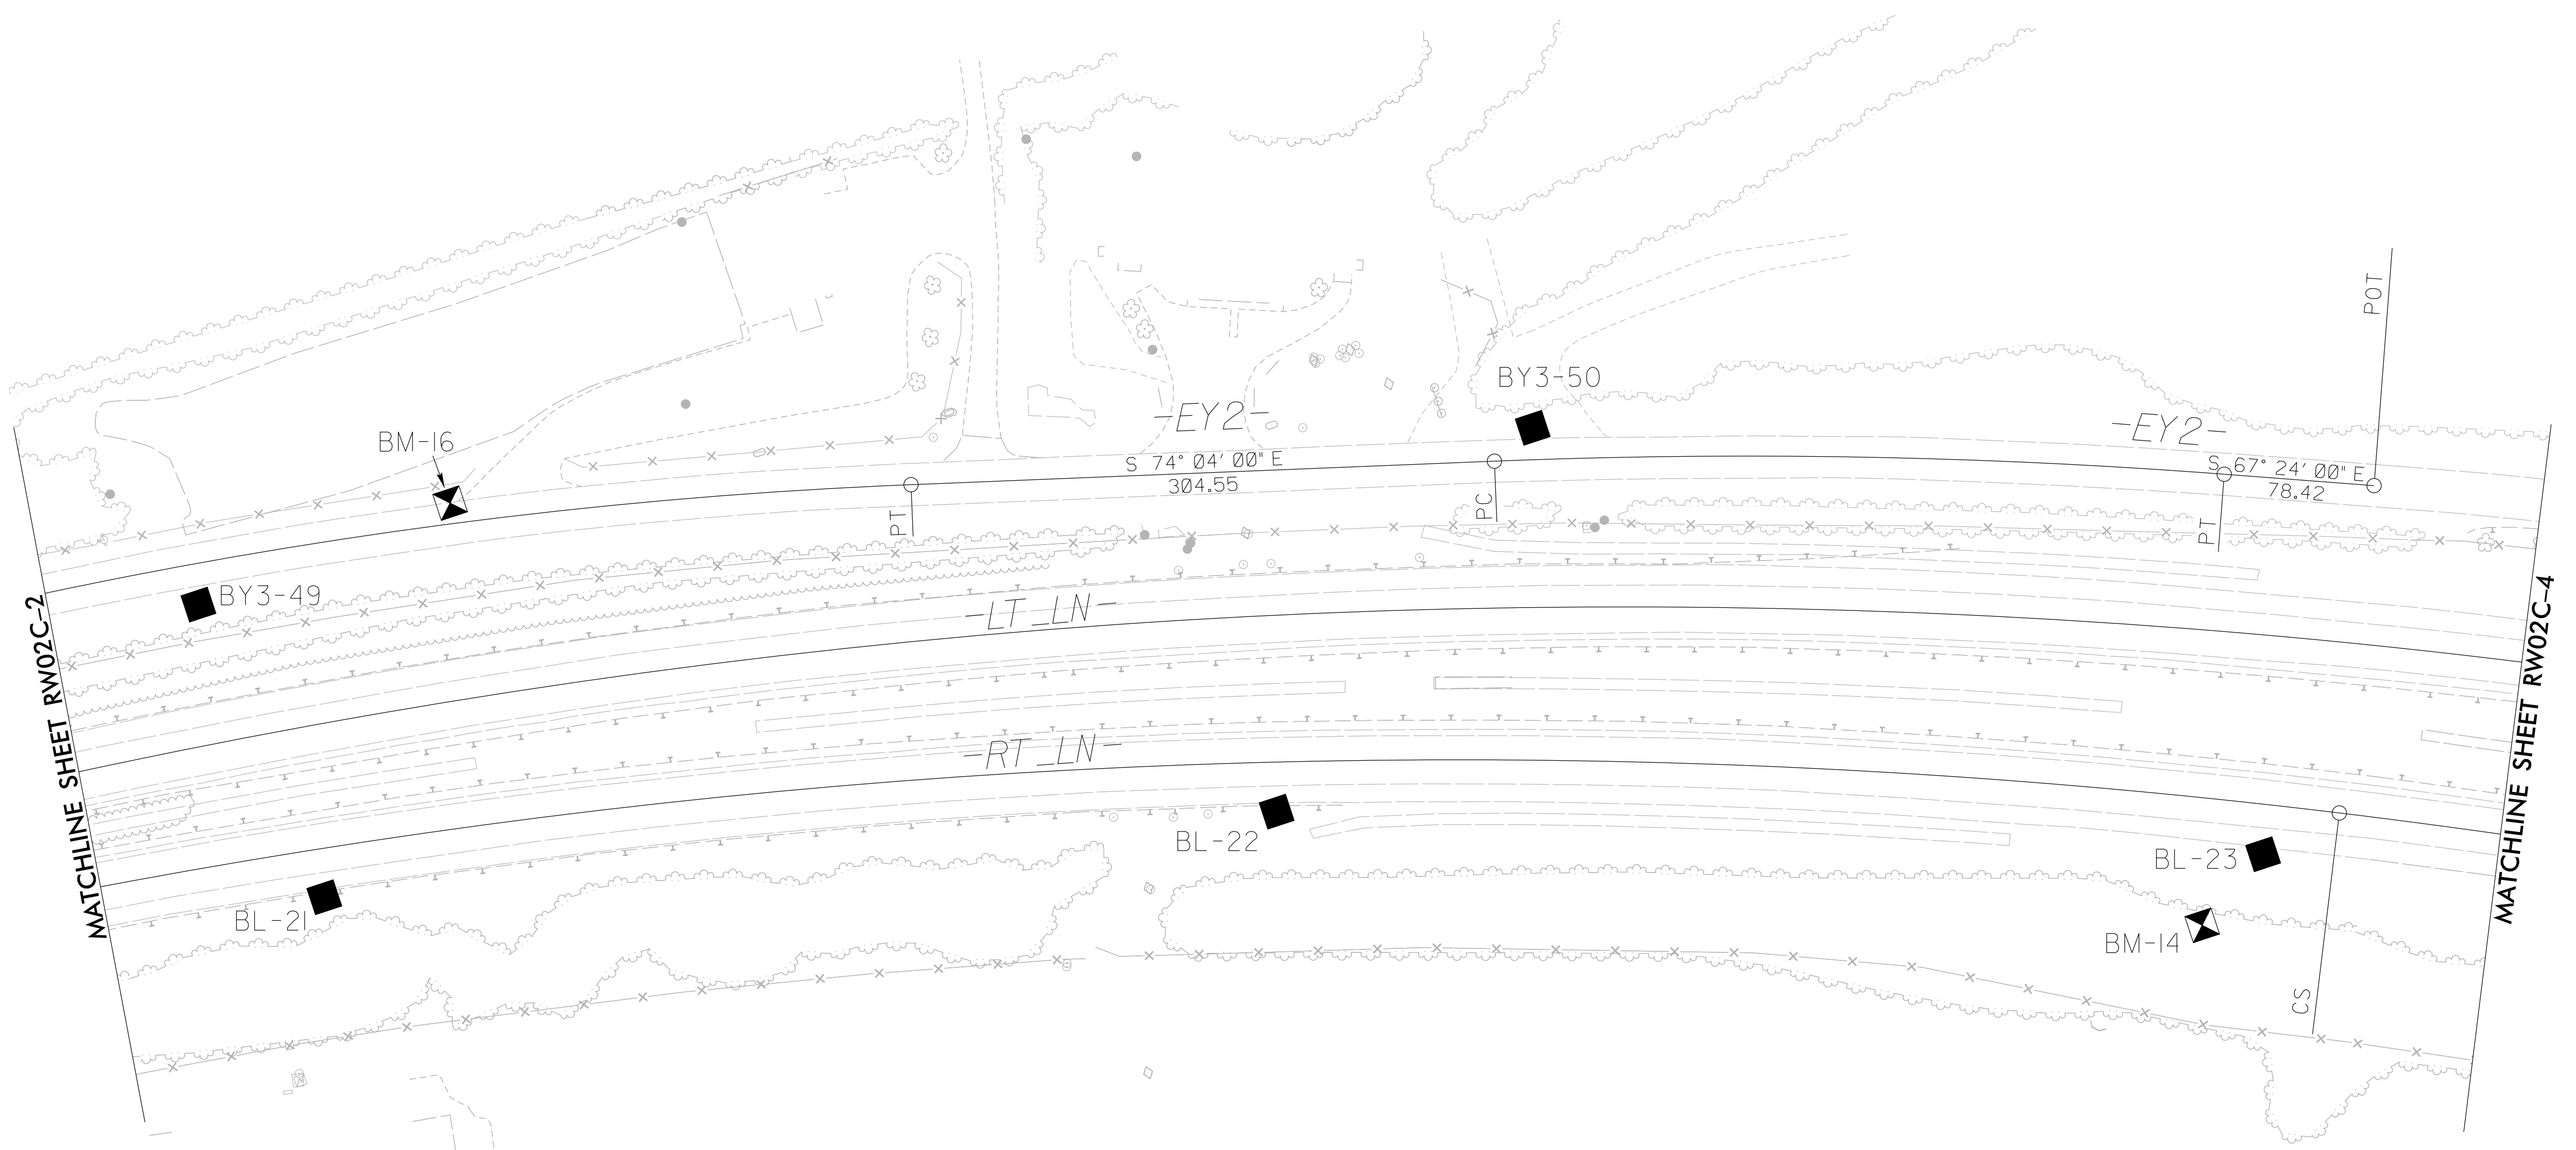 POT
BY3-50
-EY2-
-EY2-
BM-16
S 74° 04' 00" E
304.55
S 67° 24' 00" E
78.42
PT
PC
PT
BY3-49
-LT_LN-
-RT_LN-
BL-22
BL-23
BL-21
BM-14
CS
MATCHLINE SHEET RW02C-2
MATCHLINE SHEET RW02C-4